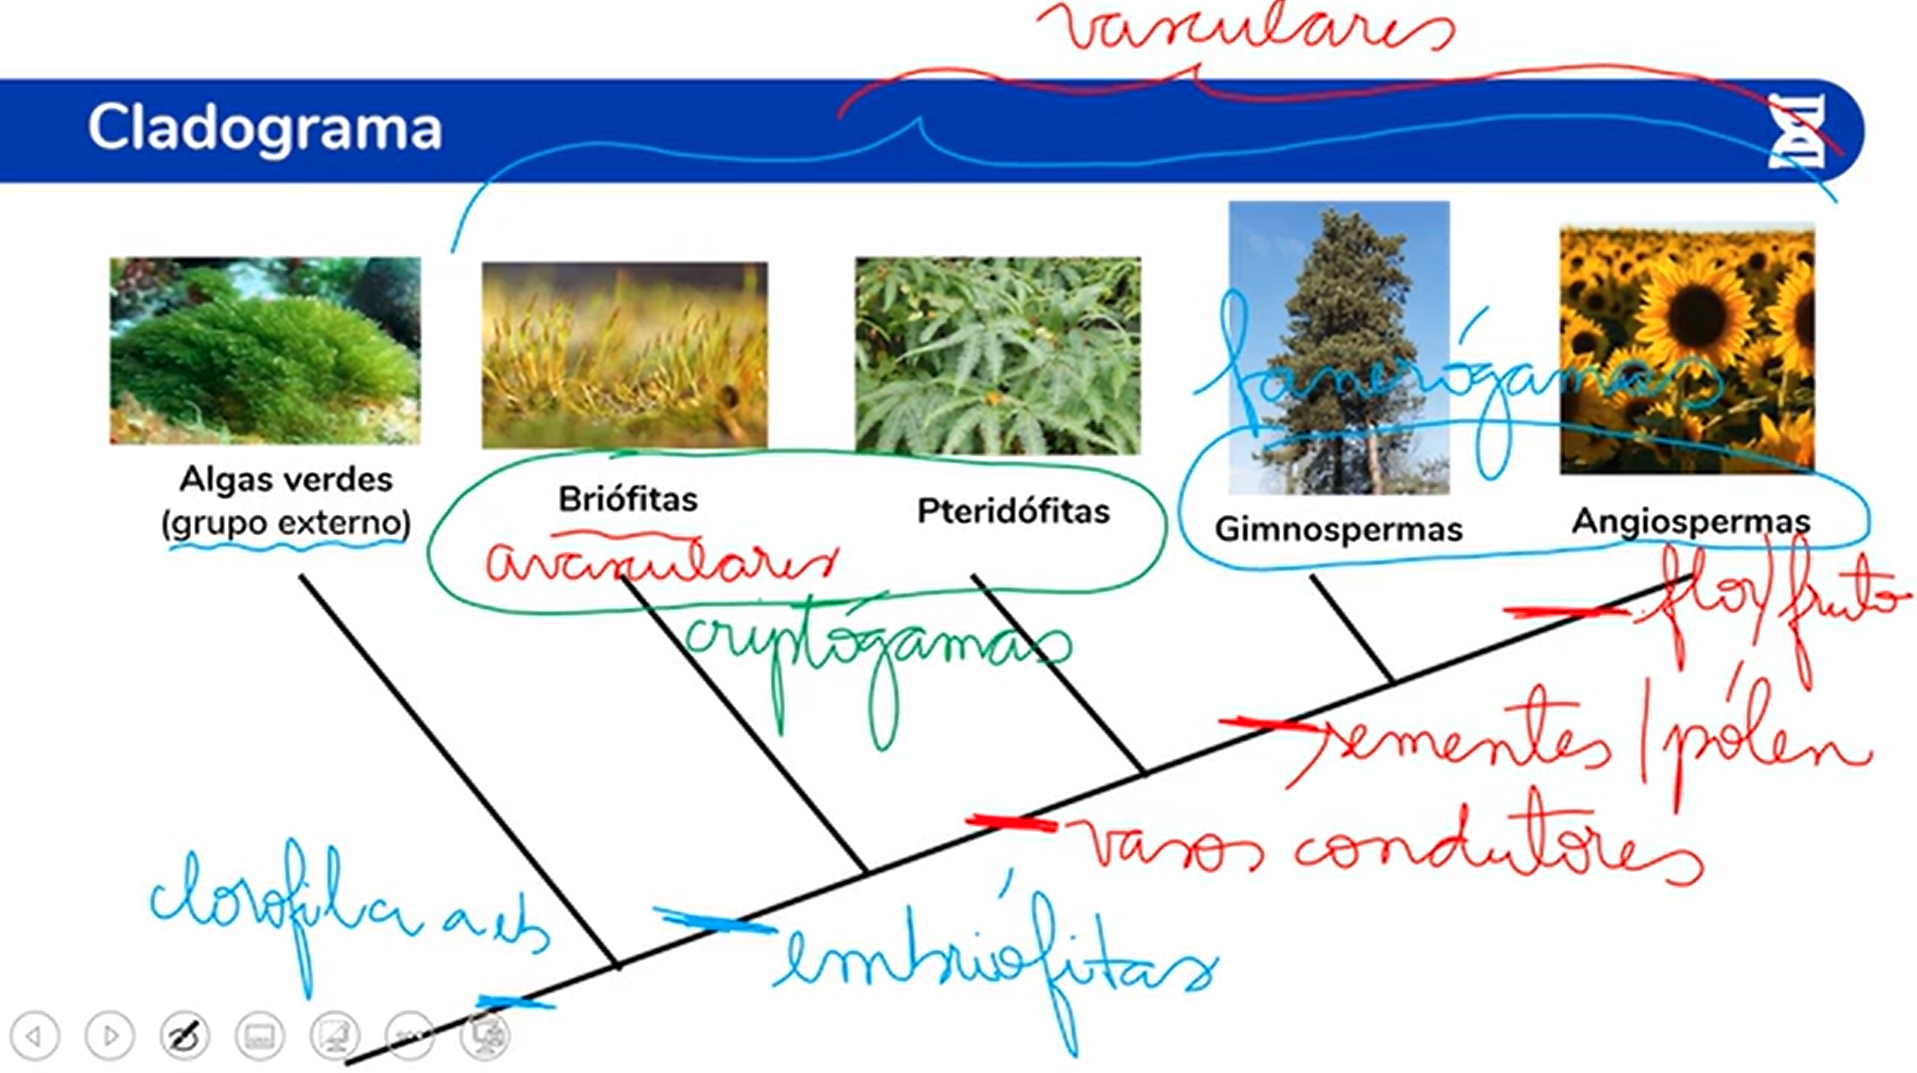 vasculares
Cladograma
fanerógamas
Algas verdes
(grupo externo)
Briófitas
Pteridófitas
Gimnospermas
Angiospermas
avasculares
flor/fruto
criptógamas
sementes / pólen
vasos condutores
clorofila a e b
embriófitas